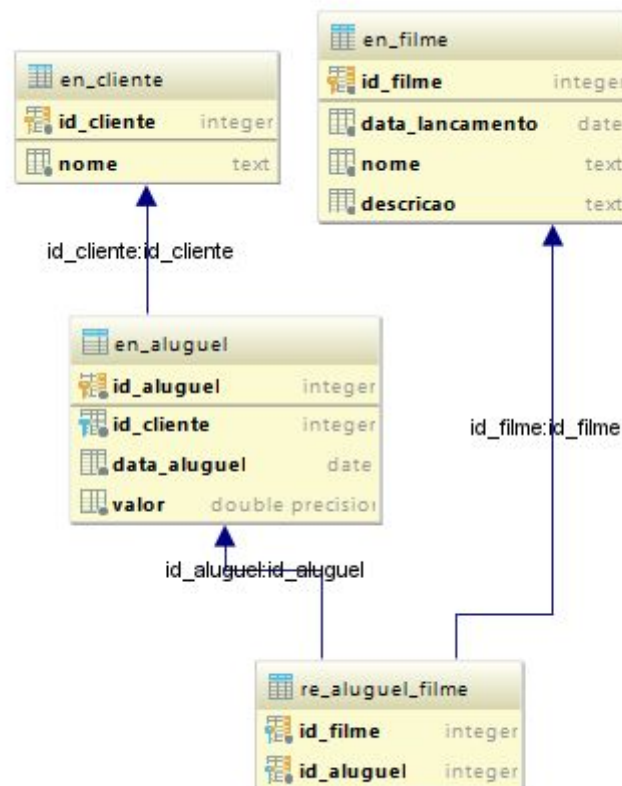 en_cliente
id_cliente integer
nome text
en_filme
id_filme integer
data_lancamento date
nome text
descricao text
id_cliente:id_cliente
en_aluguel
id_aluguel integer
id_cliente integer
data_aluguel date
valor double precision
id_filme:id_filme
id_aluguel:id_aluguel
re_aluguel_filme
id_filme integer
id_aluguel integer